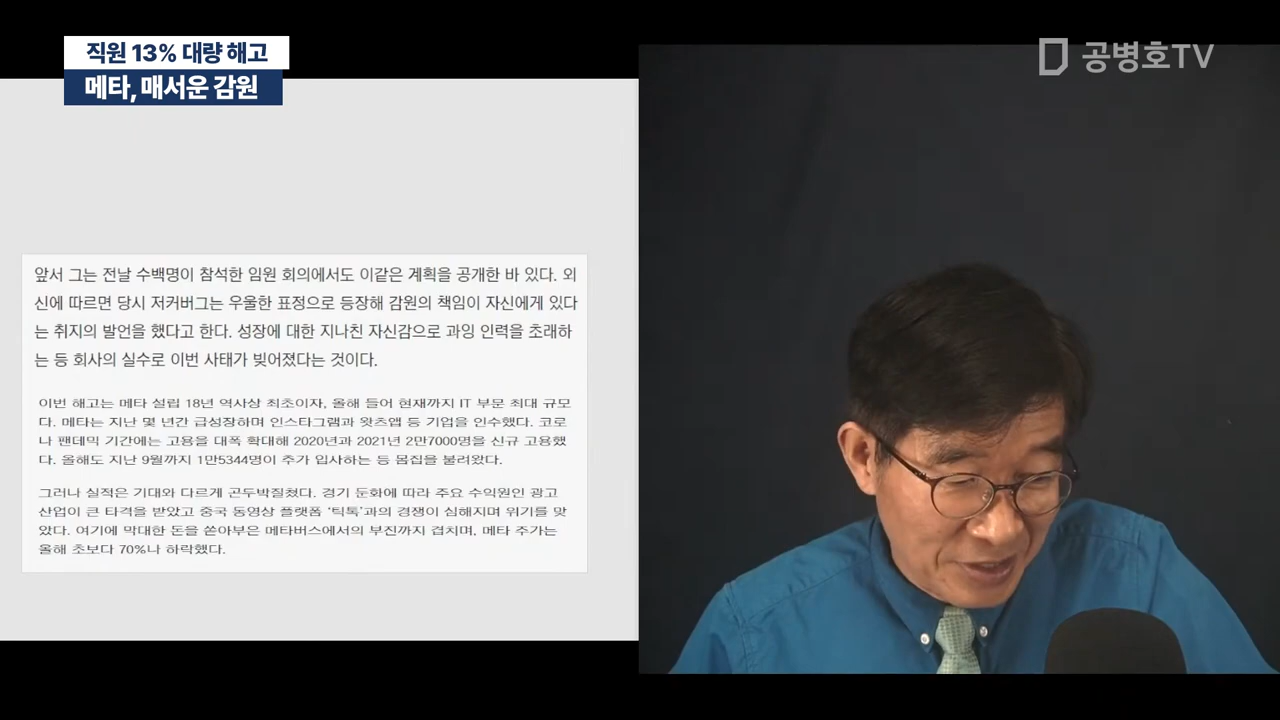 직원 13% 대량 해고
메타, 매서운 감원
공병호TV
앞서 그는 전날 수백명이 참석한 임원 회의에서도 이같은 계획을 공개한 바 있다. 외
신에 따르면 당시 저커버그는 우울한 표정으로 등장해 감원의 책임이 자신에게 있다
는 취지의 발언을 했다고 한다. 성장에 대한 지나친 자신감으로 과잉 인력을 초래하
는 등 회사의 실수로 이번 사태가 빚어졌다는 것이다.
이번 해고는 메타 설립 18년 역사상 최초이자, 올해 들어 현재까지 IT 부문 최대 규모
다. 메타는 지난 몇 년간 급성장하며 인스타그램과 왓츠앱 등 기업을 인수했다. 코로
나 팬데믹 기간에는 고용을 대폭 확대해 2020년과 2021년 2만7000명을 신규 고용했
다. 올해도 지난 9월까지 1만5344명이 추가 입사하는 등 몸집을 불려왔다.
그러나 실적은 기대와 다르게 곤두박질쳤다. 경기 둔화에 따라 주요 수익원인 광고
산업이 큰 타격을 받았고 중국 동영상 플랫폼 ‘틱톡’과의 경쟁이 심해지며 위기를 맞
았다. 여기에 막대한 돈을 쏟아부은 메타버스에서의 부진까지 겹치며, 메타 주가는
올해 초보다 70%나 하락했다.